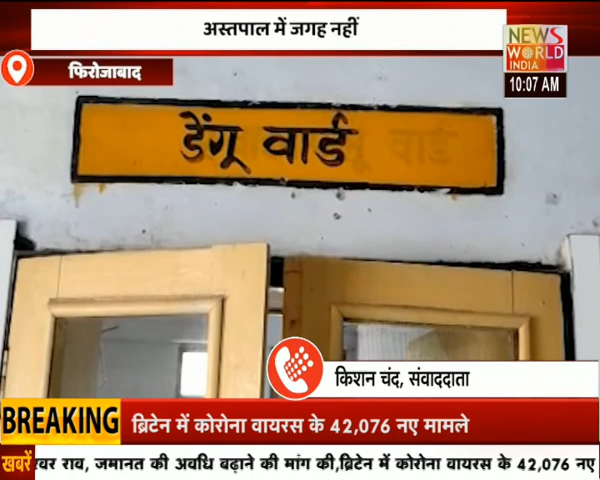 अस्तपाल में जगह नहीं
NEWS
WORLD
INDIA
10:07 AM
फिरोजाबाद
डेंगू वार्ड
किशन चंद, संवाददाता
BREAKING
ब्रिटेन में कोरोना वायरस के 42,076 नए मामले
खबरें
राव, जमानत की अवधि बढ़ाने की मांग की,ब्रिटेन में कोरोना वायरस के 42,076 नए